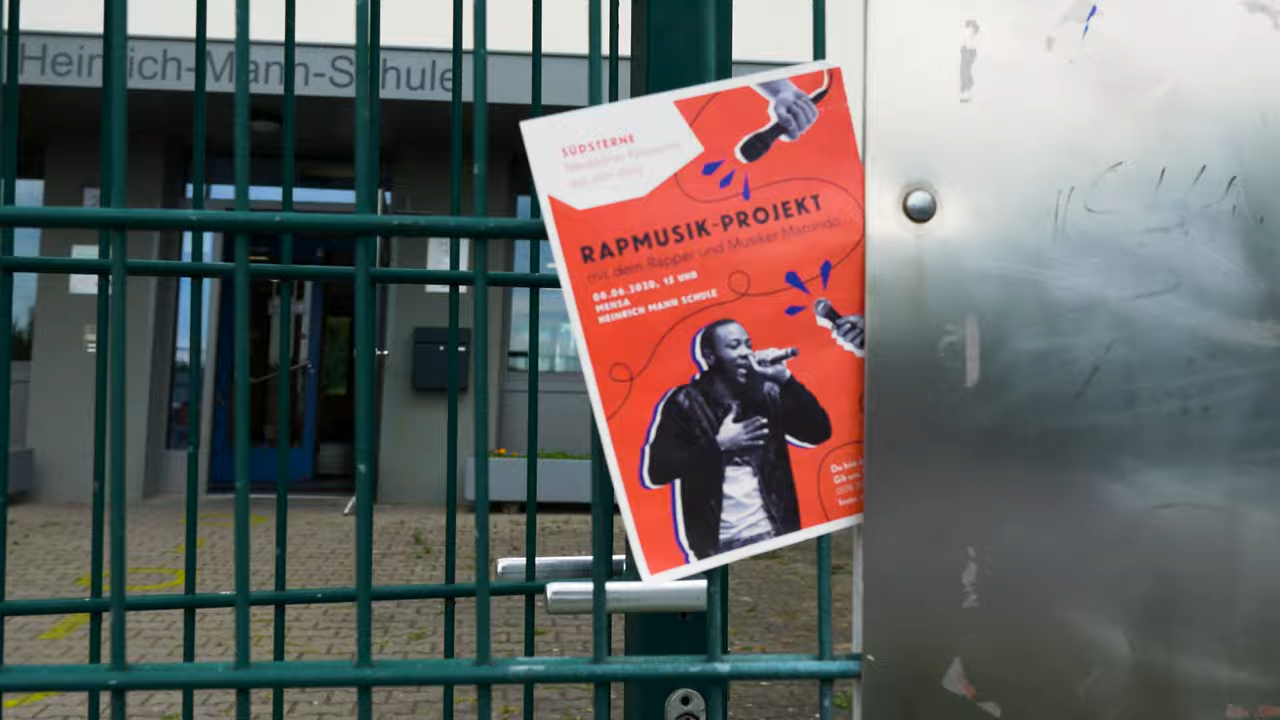 Heinrich-Mann-Schule
SÜDSTERNE
RAPMUSIK-PROJEKT
mit dem Rapper und Musiker Matondo
08.06.2020, 15 UHR
MENSA
HEINRICH MANN SCHULE